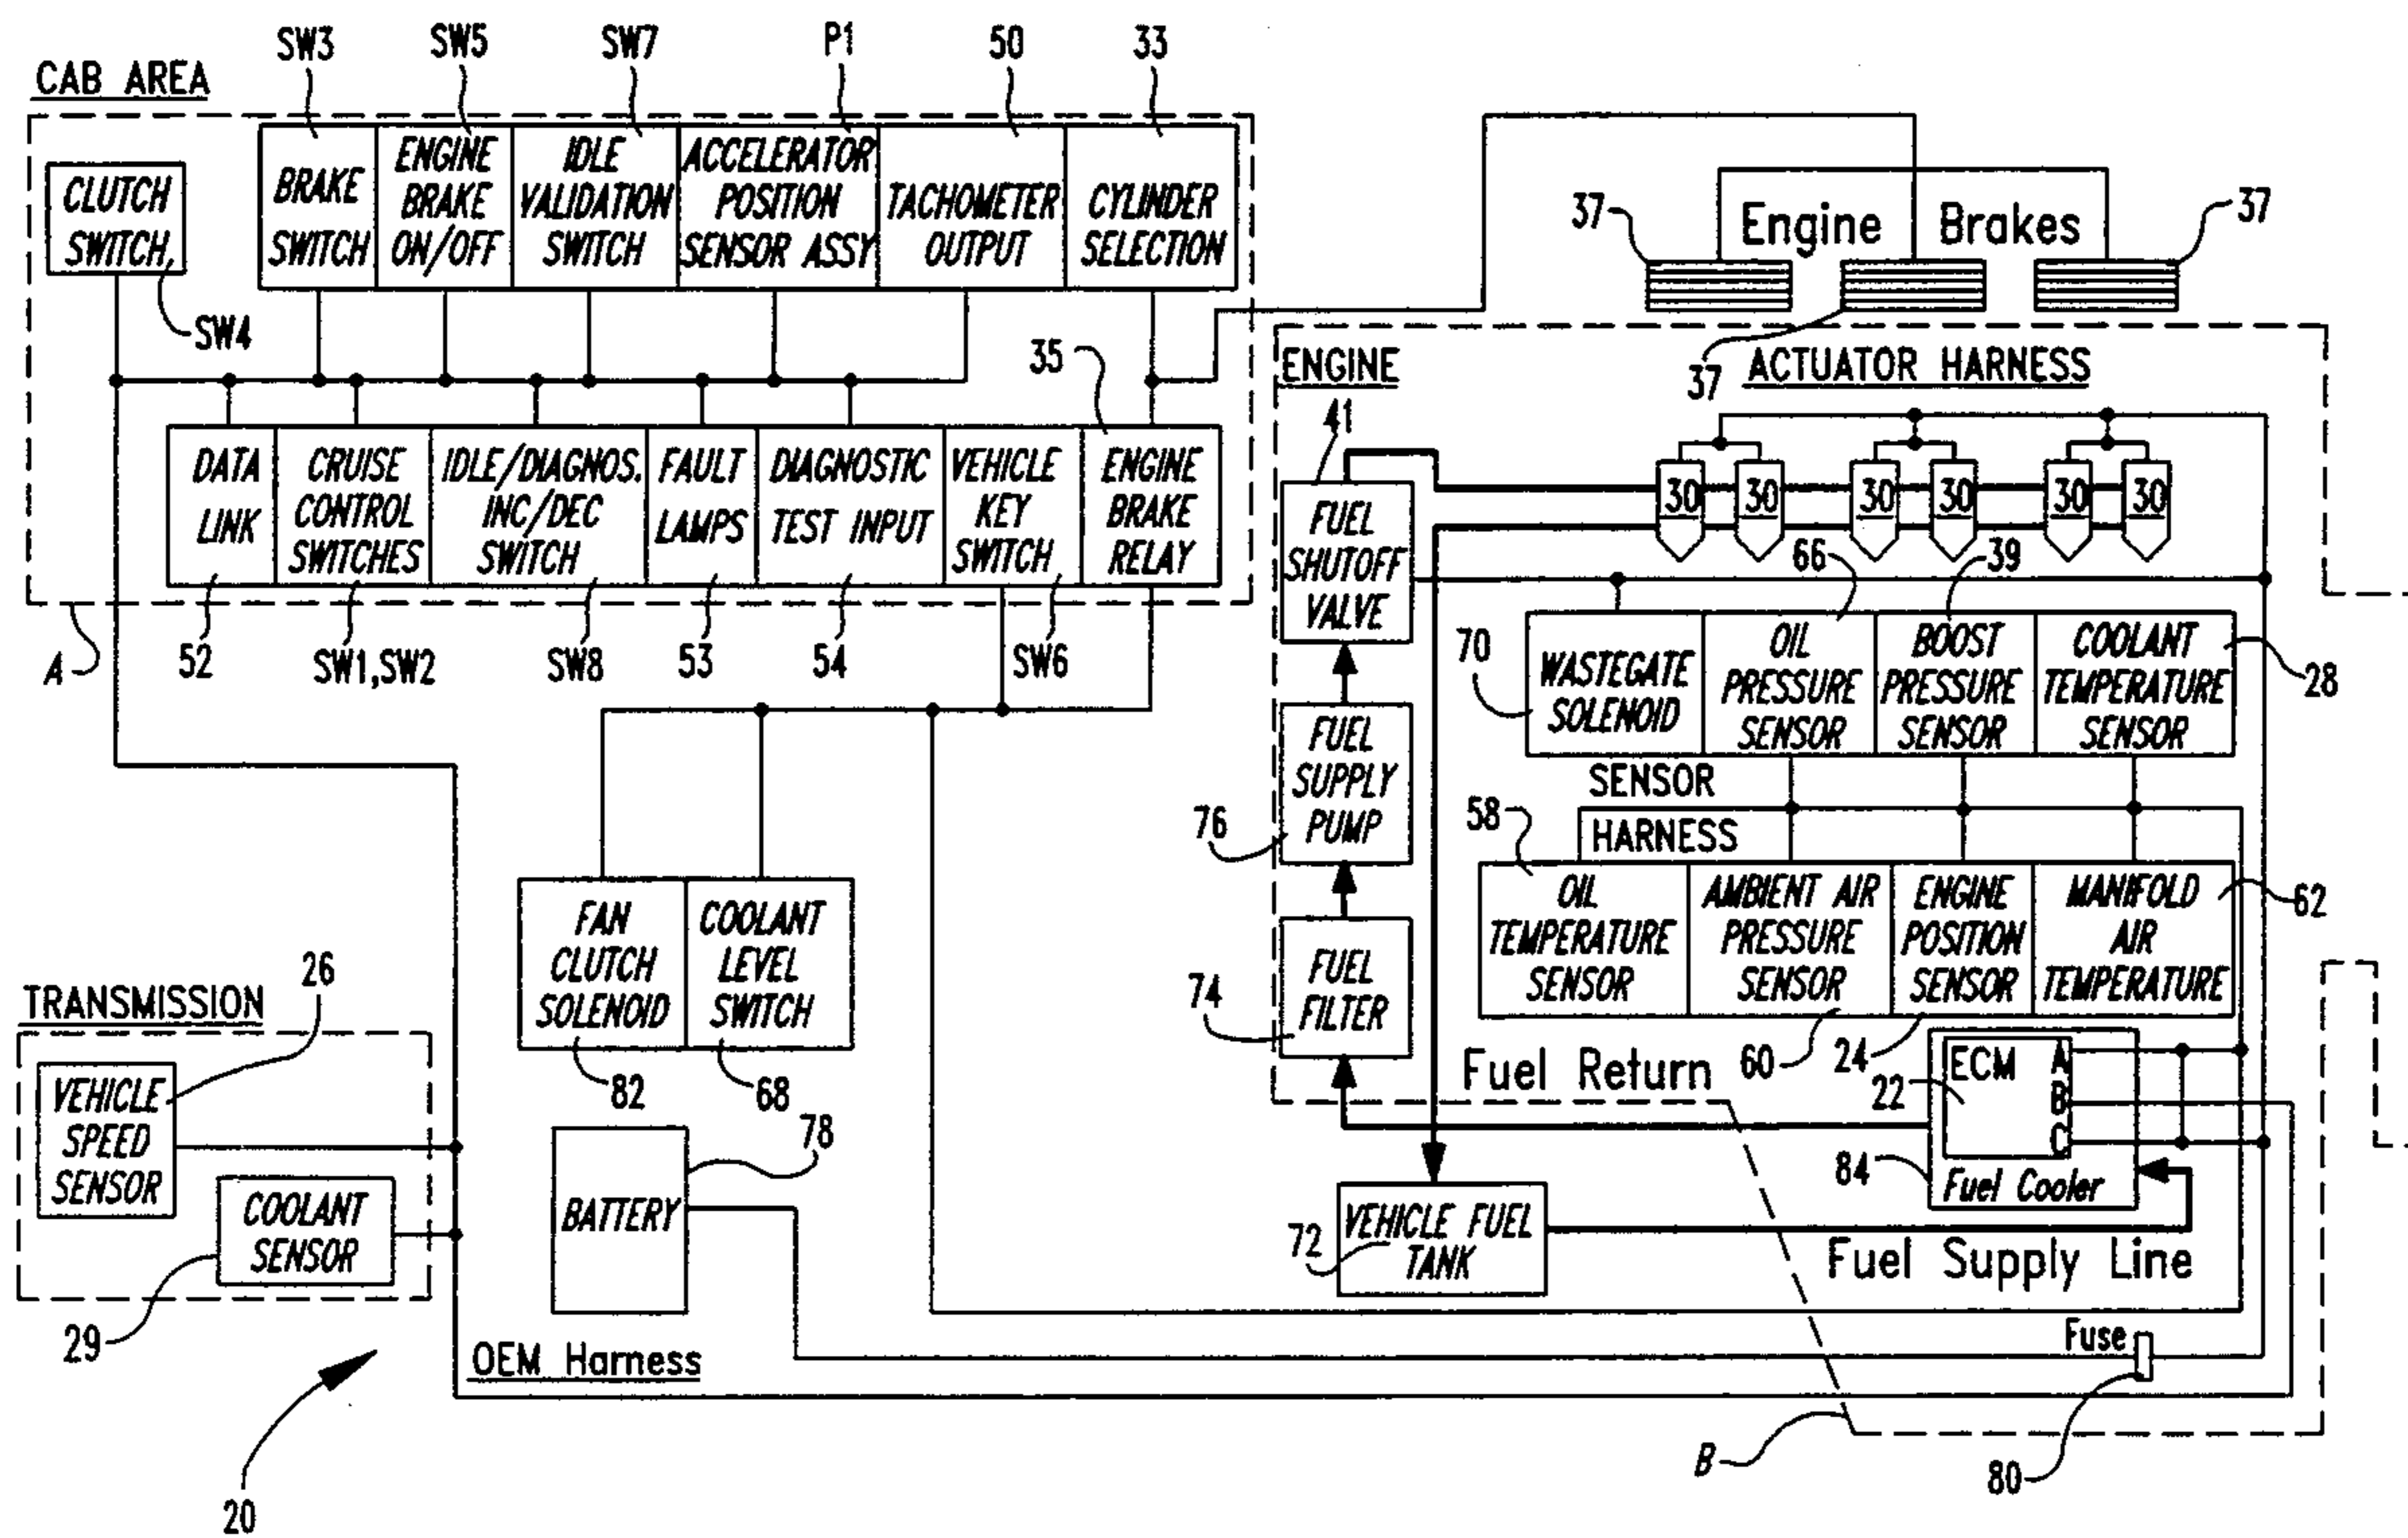 SW3
SW5
SW7
P1
50
33
CAB AREA
CLUTCH
SWITCH
SW4
BRAKE
SWITCH
ENGINE
BRAKE
ON/OFF
IDLE
VALIDATION
SWITCH
ACCELERATOR
POSITION
SENSOR ASSY
TACHOMETER
OUTPUT
CYLINDER
SELECTION
35
DATA
LINK
CRUISE
CONTROL
SWITCHES
IDLE/DIAGNOS.
INC/DEC
SWITCH
FAULT
LAMPS
DIAGNOSTIC
TEST INPUT
VEHICLE
KEY
SWITCH
ENGINE
BRAKE
RELAY
A
52
SW1,SW2
SW8
53
54
SW6
37
Engine Brakes
37
37
ENGINE
ACTUATOR HARNESS
41
30
30
30
30
30
30
FUEL
SHUTOFF
VALVE
66
39
70
WASTEGATE
SOLENOID
OIL
PRESSURE
SENSOR
BOOST
PRESSURE
SENSOR
COOLANT
TEMPERATURE
SENSOR
28
FUEL
SUPPLY
PUMP
76
SENSOR
HARNESS
58
OIL
TEMPERATURE
SENSOR
AMBIENT AIR
PRESSURE
SENSOR
ENGINE
POSITION
SENSOR
MANIFOLD
AIR
TEMPERATURE
62
FUEL
FILTER
74
FAN
CLUTCH
SOLENOID
COOLANT
LEVEL
SWITCH
82
68
Fuel Return
60
24
ECM
22
A
B
C
84
Fuel Cooler
TRANSMISSION
26
VEHICLE
SPEED
SENSOR
COOLANT
SENSOR
29
78
BATTERY
72
VEHICLE FUEL
TANK
Fuel Supply Line
OEM Harness
Fuse
80
B
20